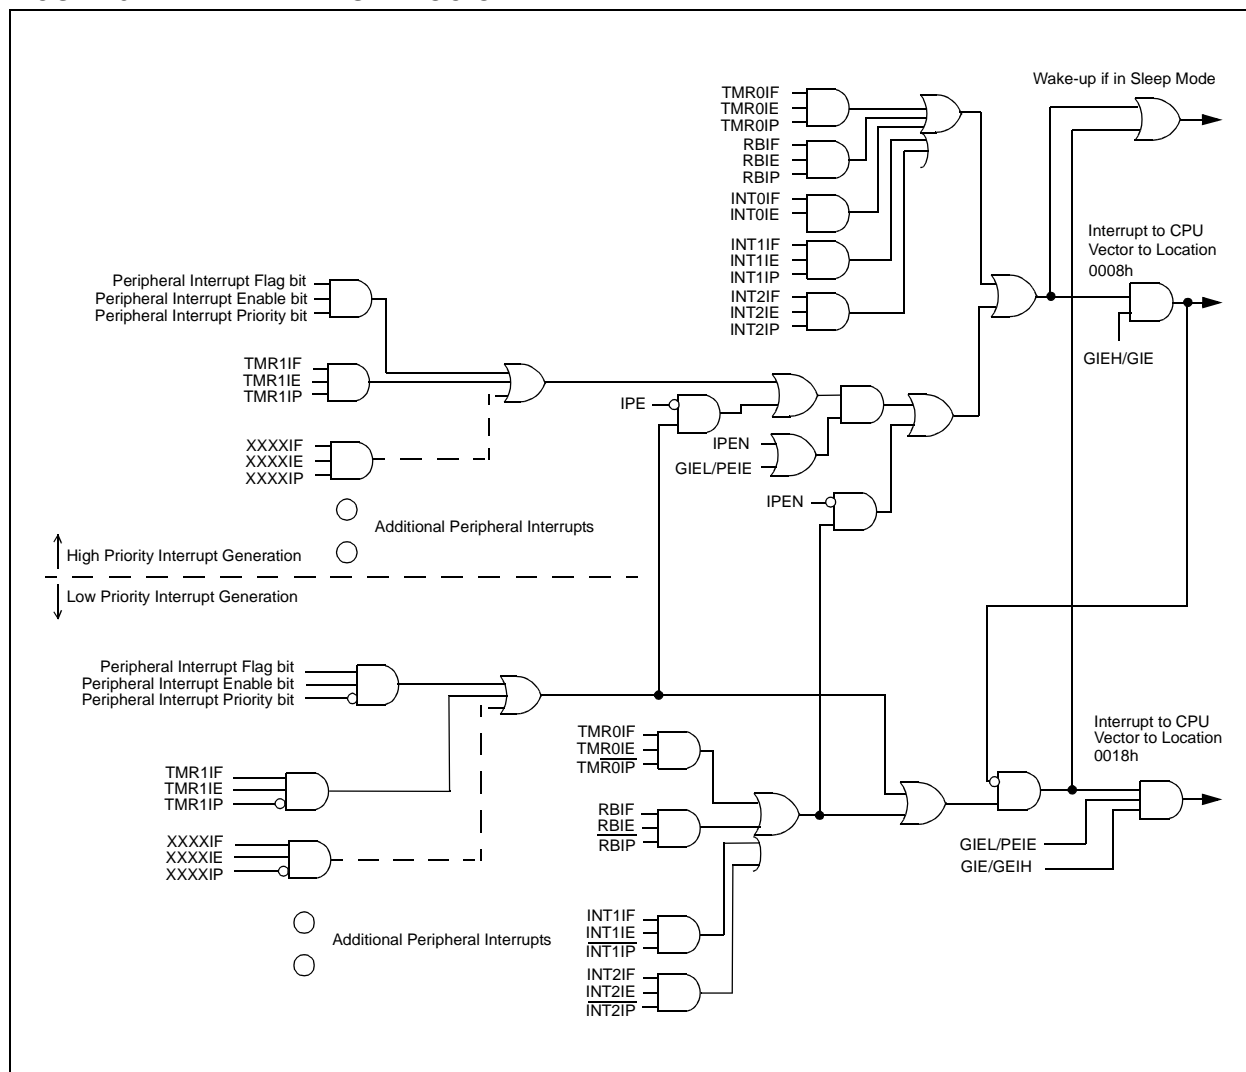 Wake-up if in Sleep Mode
TMR0IF
TMR0IE
TMR0IP
RBIF
RBIE
RBIP
INT0IF
INT0IE
INT1IF
INT1IE
INT1IP
INT2IF
INT2IE
INT2IP
Interrupt to CPU
Vector to Location
0008h
GIEH/GIE
Peripheral Interrupt Flag bit
Peripheral Interrupt Enable bit
Peripheral Interrupt Priority bit
TMR1IF
TMR1IE
TMR1IP
XXXXIF
XXXXIE
XXXXIP
IPE
IPEN
GIEL/PEIE
IPEN
Additional Peripheral Interrupts
High Priority Interrupt Generation
Low Priority Interrupt Generation
Peripheral Interrupt Flag bit
Peripheral Interrupt Enable bit
Peripheral Interrupt Priority bit
TMR1IF
TMR1IE
TMR1IP
XXXXIF
XXXXIE
XXXXIP
Additional Peripheral Interrupts
TMR0IF
TMR0IE
TMR0IP
RBIF
RBIE
RBIP
INT1IF
INT1IE
INT1IP
INT2IF
INT2IE
INT2IP
Interrupt to CPU
Vector to Location
0018h
GIEL/PEIE
GIE/GEIH